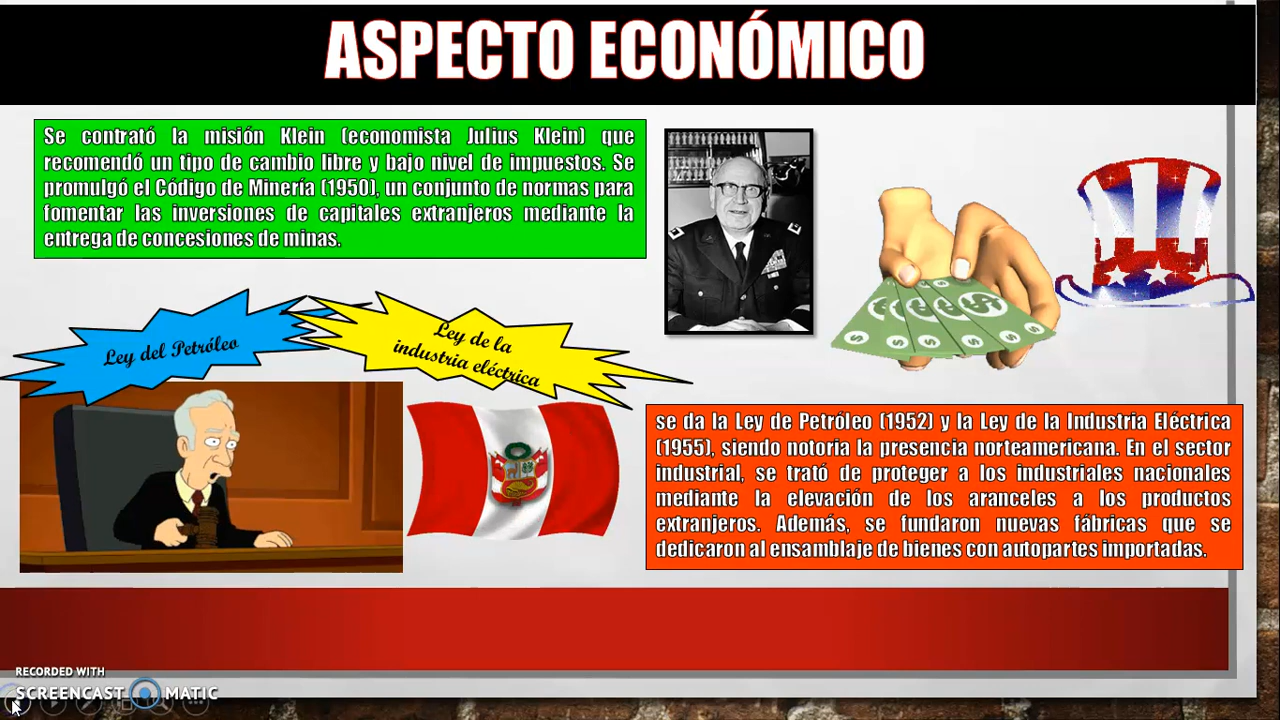 ASPECTO ECONÓMICO
Se contrató la misión Klein (economista Julius Klein) que
recomendó un tipo de cambio libre y bajo nivel de impuestos. Se
promulgó el Código de Minería (1950), un conjunto de normas para
fomentar las inversiones de capitales extranjeros mediante la
entrega de concesiones de minas.
Ley del Petróleo
Ley de la
industria eléctrica
se da la Ley de Petróleo (1952) y la Ley de la Industria Eléctrica
(1955), siendo notoria la presencia norteamericana. En el sector
industrial, se trató de proteger a los industriales nacionales
mediante la elevación de los aranceles a los productos
extranjeros. Además, se fundaron nuevas fábricas que se
dedicaron al ensamblaje de bienes con autopartes importadas.
RECORDED WITH
SCREENCAST MATIC